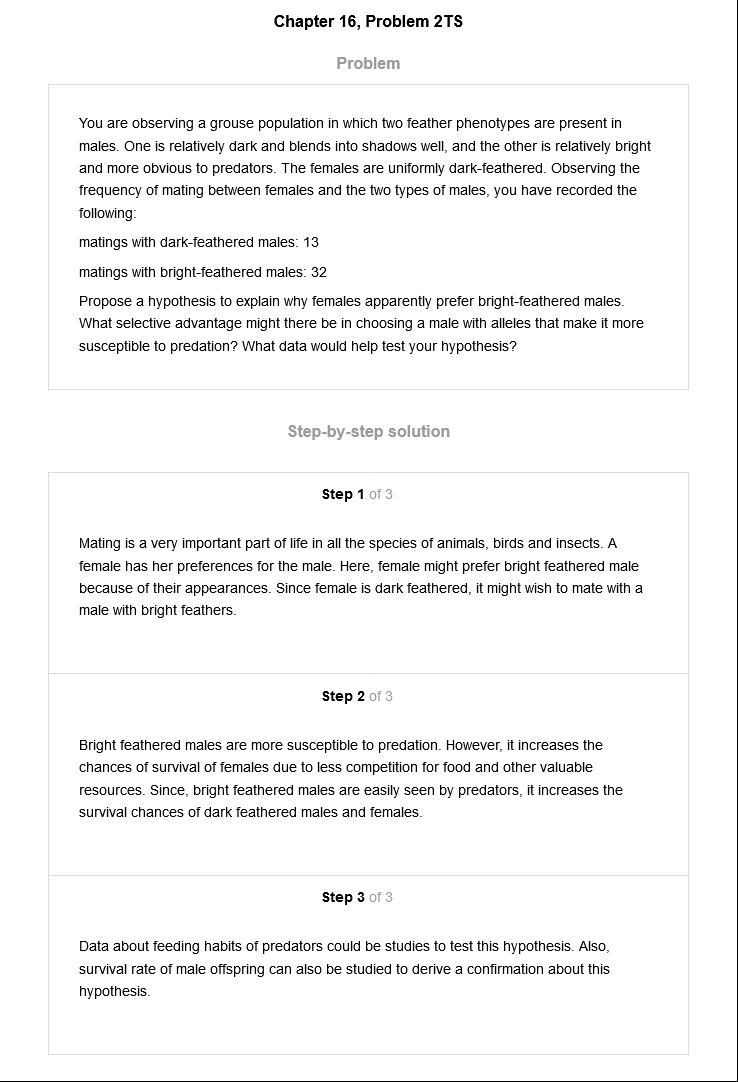 Chapter 16, Problem 2TS
Problem
You are observing a grouse population in which two feather phenotypes are present in
males. One is relatively dark and blends into shadows well, and the other is relatively bright
and more obvious to predators. The females are uniformly dark-feathered. Observing the
frequency of mating between females and the two types of males, you have recorded the
following:
matings with dark-feathered males: 13
matings with bright-feathered males: 32
Propose a hypothesis to explain why females apparently prefer bright-feathered males.
What selective advantage might there be in choosing a male with alleles that make it more
susceptible to predation? What data would help test your hypothesis?
Step-by-step solution
Step 1 of 3
Mating is a very important part of life in all the species of animals, birds and insects. A
female has her preferences for the male. Here, female might prefer bright feathered male
because of their appearances. Since female is dark feathered, it might wish to mate with a
male with bright feathers.
Step 2 of 3
Bright feathered males are more susceptible to predation. However, it increases the
chances of survival of females due to less competition for food and other valuable
resources. Since, bright feathered males are easily seen by predators, it increases the
survival chances of dark feathered males and females.
Step 3 of 3
Data about feeding habits of predators could be studies to test this hypothesis. Also,
survival rate of male offspring can also be studied to derive a confirmation about this
hypothesis.